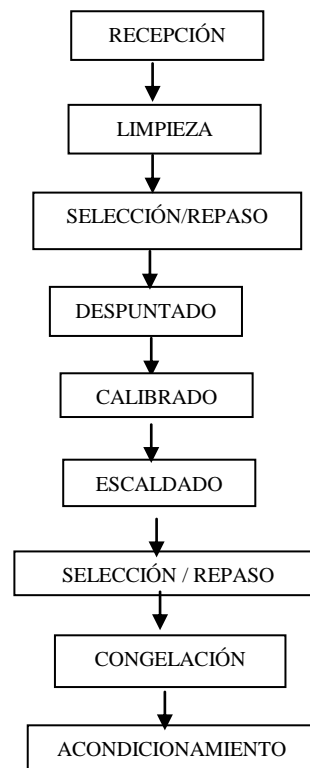 RECEPCIÓN
LIMPIEZA
SELECCIÓN/REPASO
DESPUNTADO
CALIBRADO
ESCALDADO
SELECCIÓN / REPASO
CONGELACIÓN
ACONDICIONAMIENTO